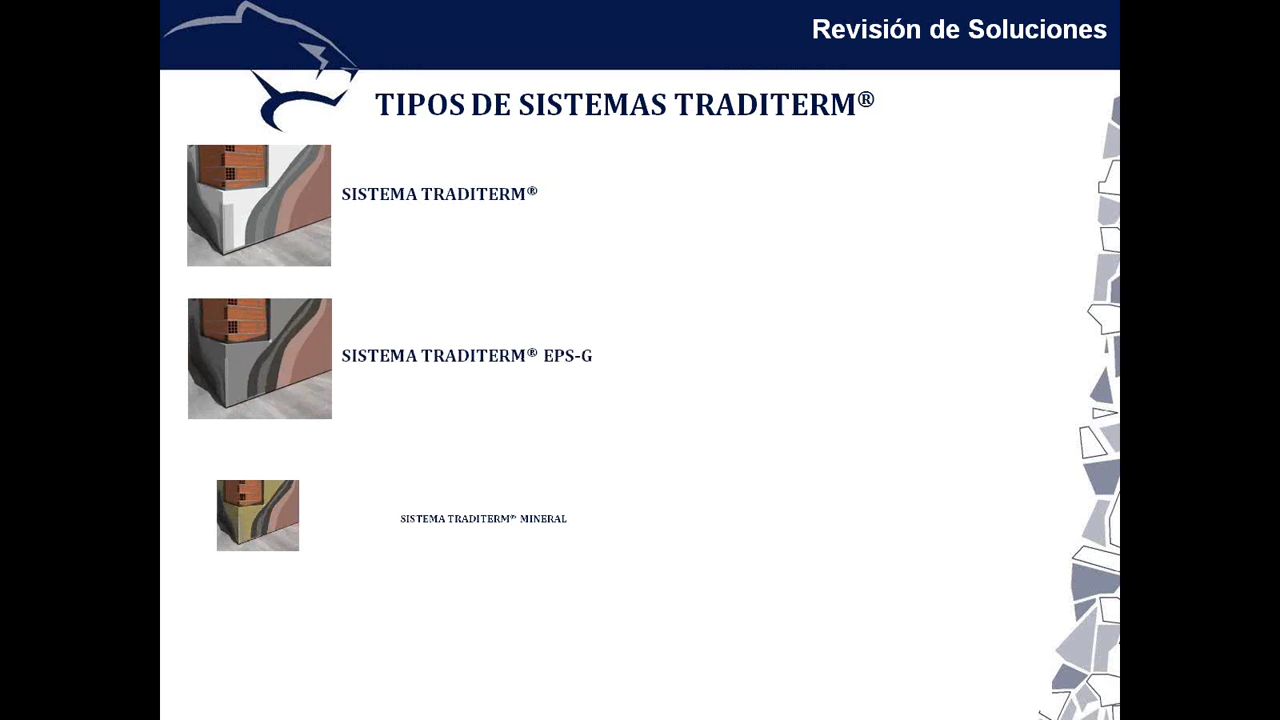 Revisión de Soluciones
TIPOS DE SISTEMAS TRADITERM®
SISTEMA TRADITERM®
SISTEMA TRADITERM® EPS-G
SISTEMA TRADITERM® MINERAL